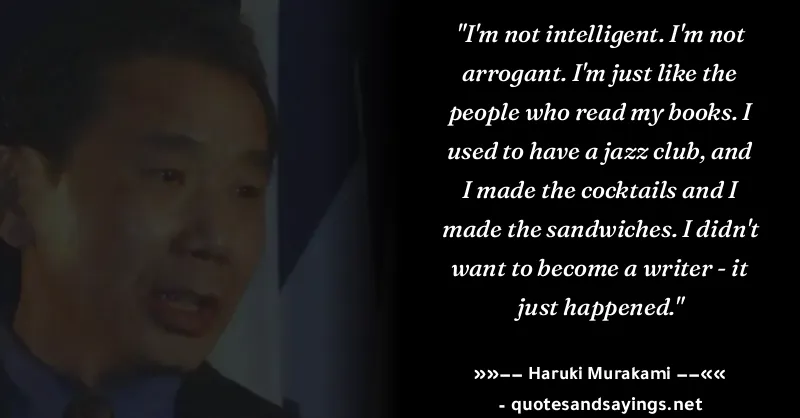 "I'm not intelligent. I'm not
arrogant. I'm just like the
people who read my books. I
used to have a jazz club, and
I made the cocktails and I
made the sandwiches. I didn't
want to become a writer - it
just happened."
»»−− Haruki Murakami −−««
- quotesandsayings.net